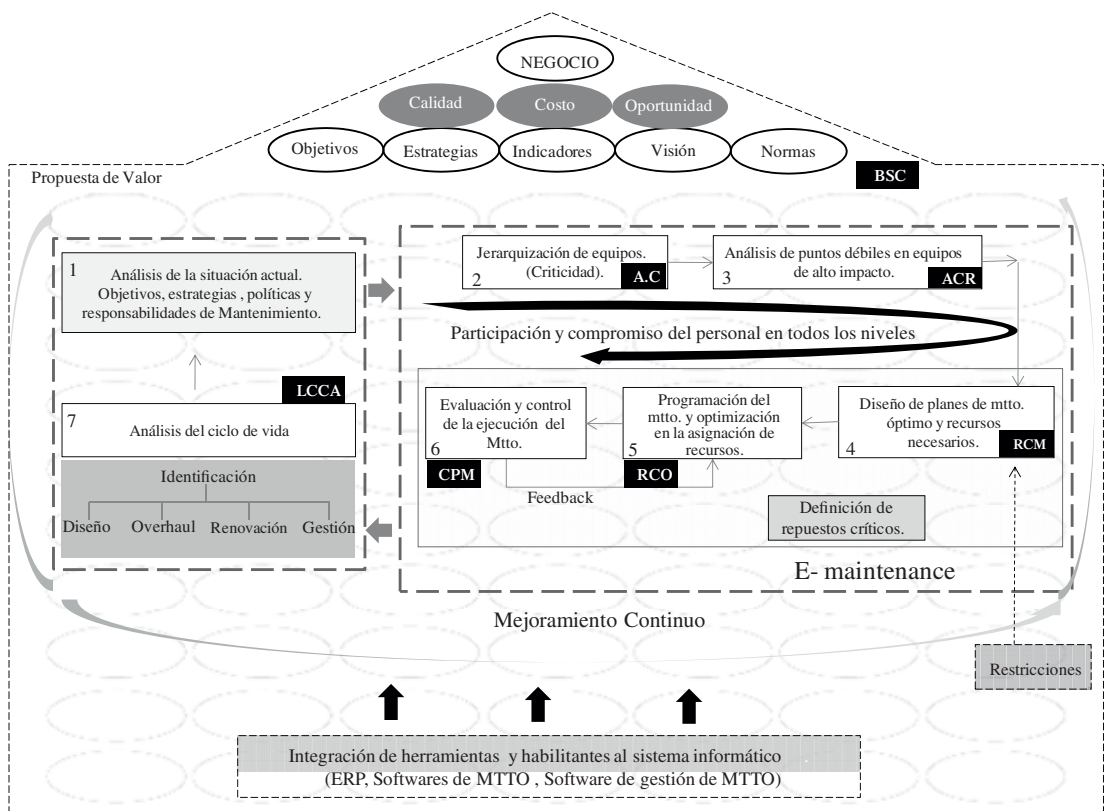 NEGOCIO
Calidad
Costo
Oportunidad
Objetivos
Estrategias
Indicadores
Visión
Normas
Propuesta de Valor
BSC
1
Análisis de la situación actual.
Objetivos, estrategias , políticas y
responsabilidades de Mantenimiento.
Jerarquización de equipos.
(Criticidad).
2
A.C
Análisis de puntos débiles en equipos
de alto impacto.
3
ACR
Participación y compromiso del personal en todos los niveles
LCCA
7
Análisis del ciclo de vida
Identificación
Diseño
Overhaul
Renovación
Gestión
Evaluación y control
de la ejecución del
Mtto.
6
CPM
Programación del
mtto. y optimización
en la asignación de
recursos.
5
RCO
Diseño de planes de mtto.
óptimo y recursos
necesarios.
4
RCM
Feedback
Definición de
repuestos críticos.
E- maintenance
Mejoramiento Continuo
Restricciones
Integración de herramientas y habilitantes al sistema informático
(ERP, Softwares de MTTO , Software de gestión de MTTO)